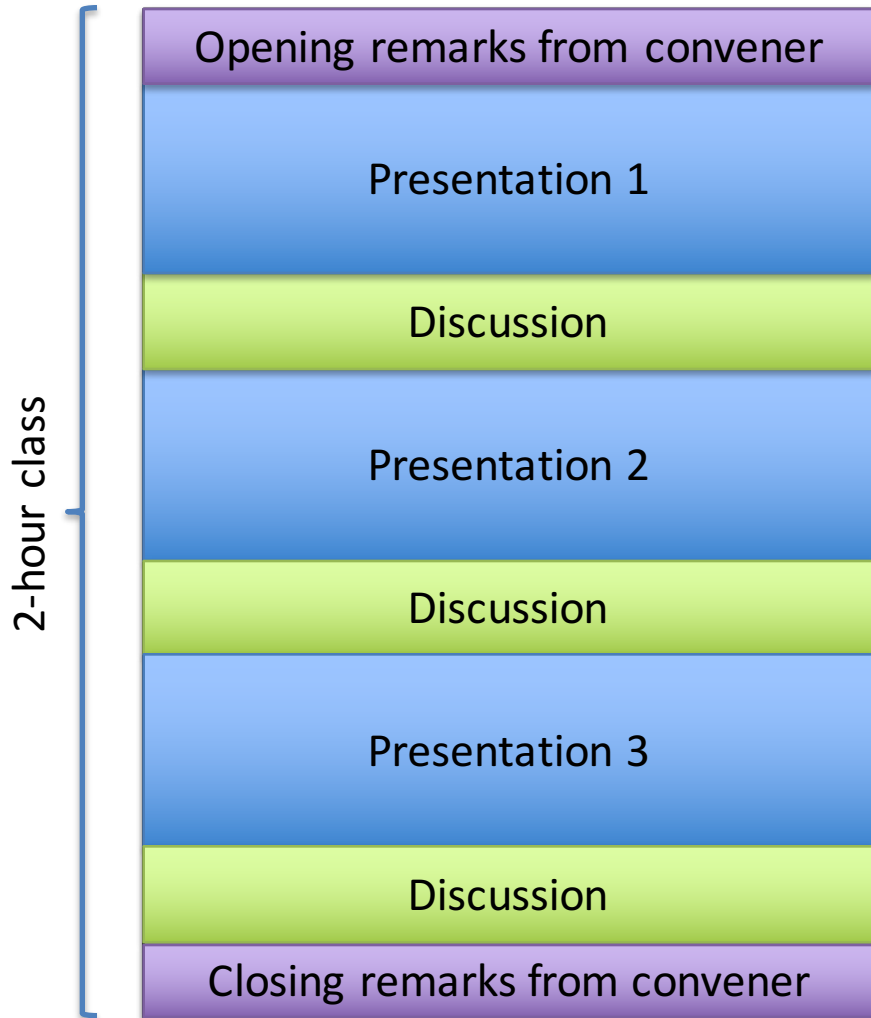 Opening remarks from convener
Presentation 1
Discussion
Presentation 2
Discussion
Presentation 3
Discussion
Closing remarks from convener
2-hour class